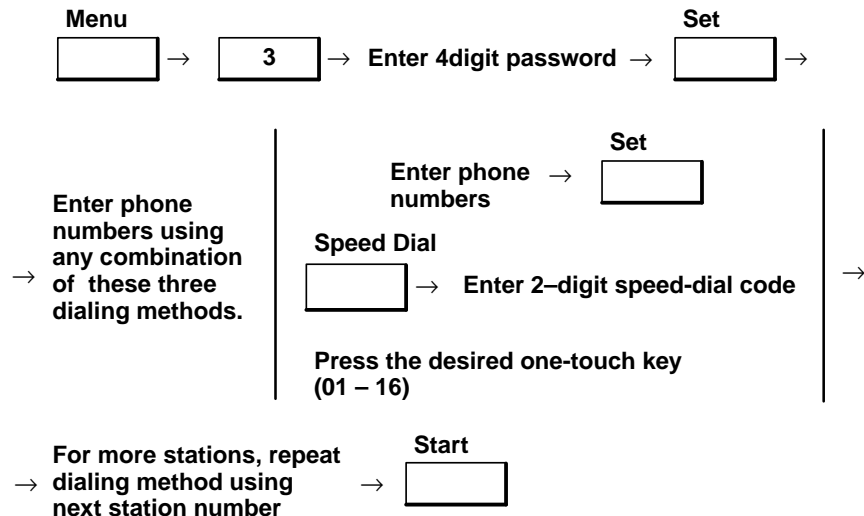 Menu
Set
→ 3 → Enter 4digit password → →
Enter phone
numbers using
any combination
→ of these three
dialing methods.
Set
Enter phone →
numbers
Speed Dial
→ Enter 2–digit speed-dial code
Press the desired one-touch key
(01 – 16)
→
For more stations, repeat
→ dialing method using →
next station number
Start